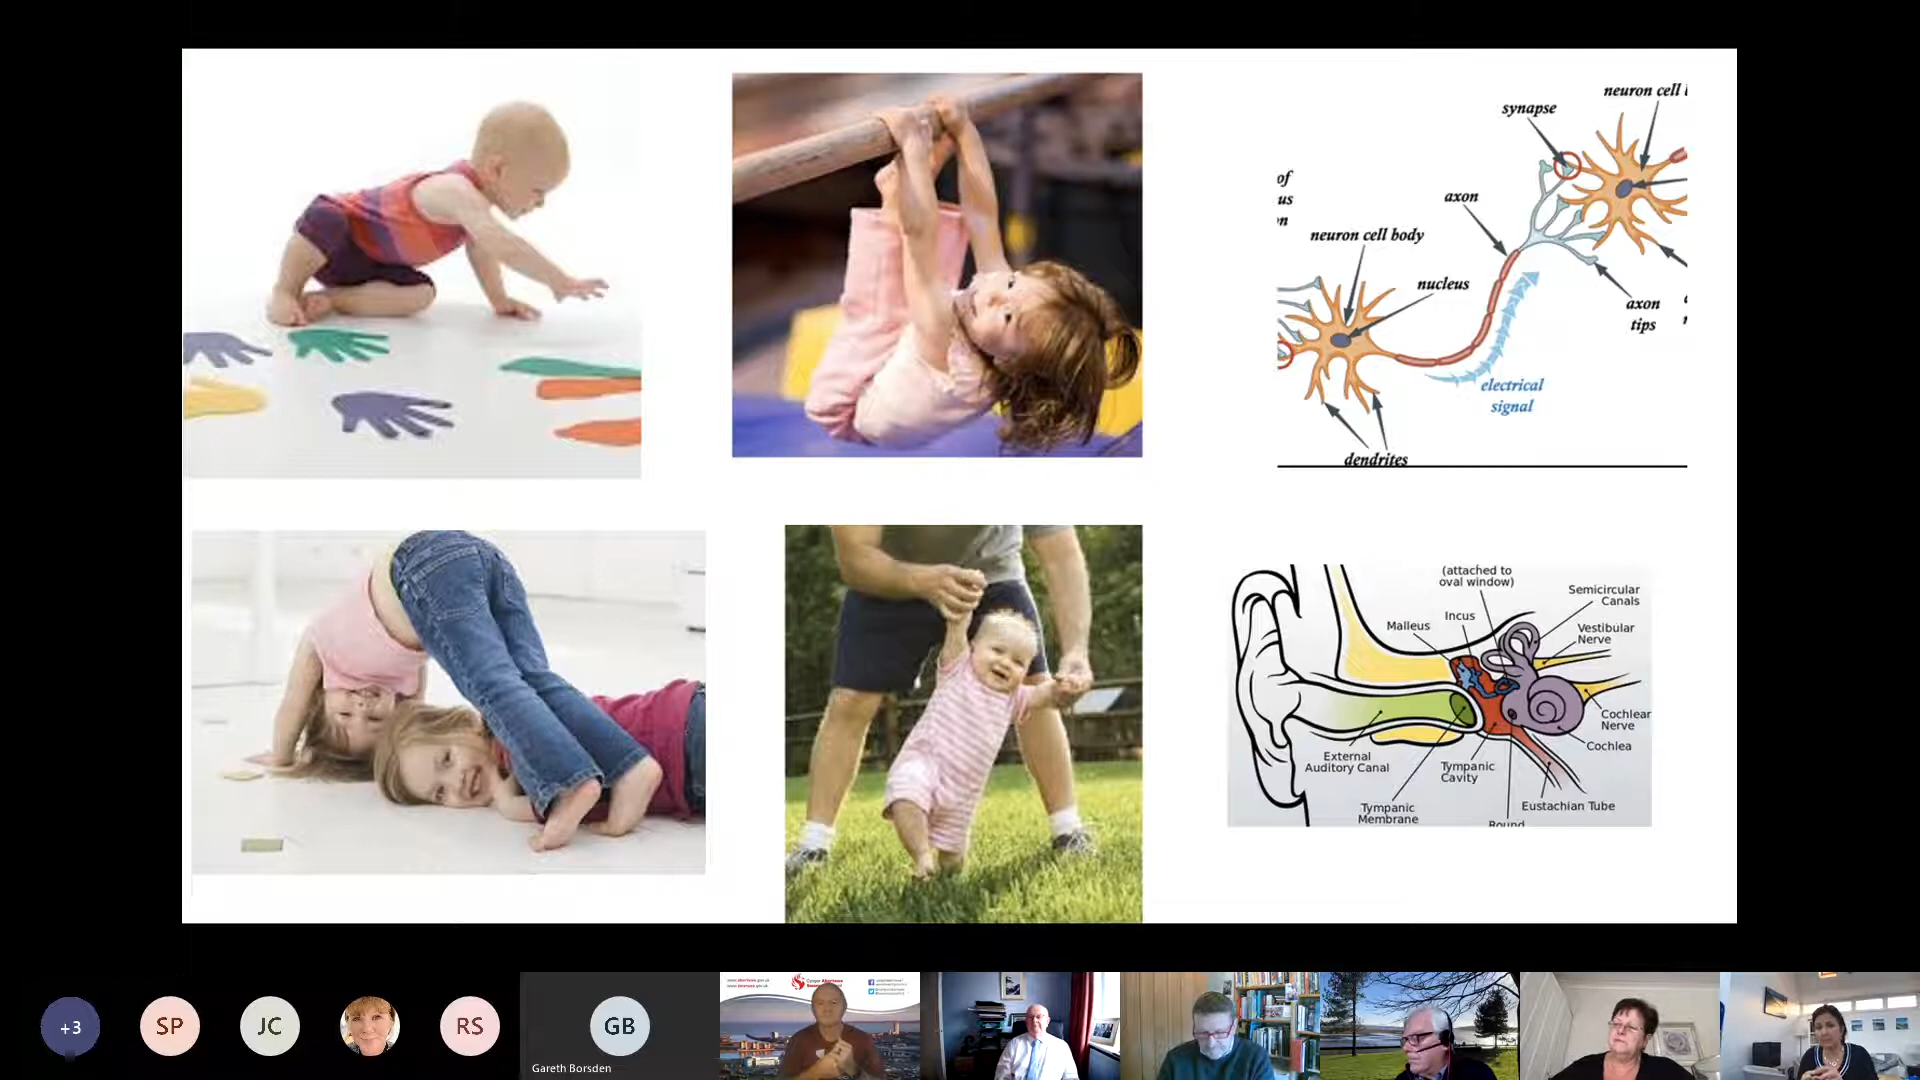 neuron cell
synapse
of
us
n
axon
neuron cell body
nucleus
axon
tips
electrical
signal
dendrites
(attached to
oval window)
Semicircular
Canals
Incus
Malleus
Vestibular
Nerve
Cochlear
Nerve
Cochlea
External
Auditory Canal
Tympanic
Cavity
Eustachian Tube
Tympanic
Membrane
Round
+3
SP
JC
RS
GB
Gareth Borsden